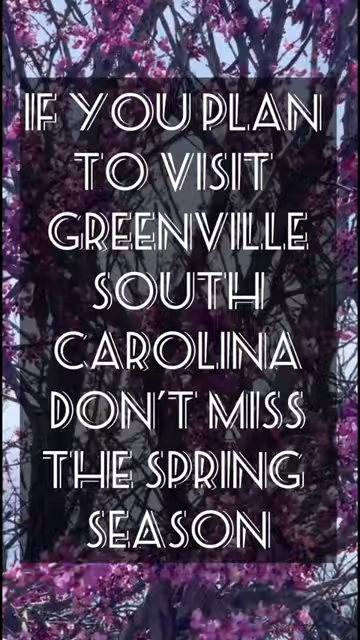 IF YOU PLAN
TO VISIT
GREENVILLE
SOUTH
CAROLINA
DON'T MISS
THE SPRING
SEASON